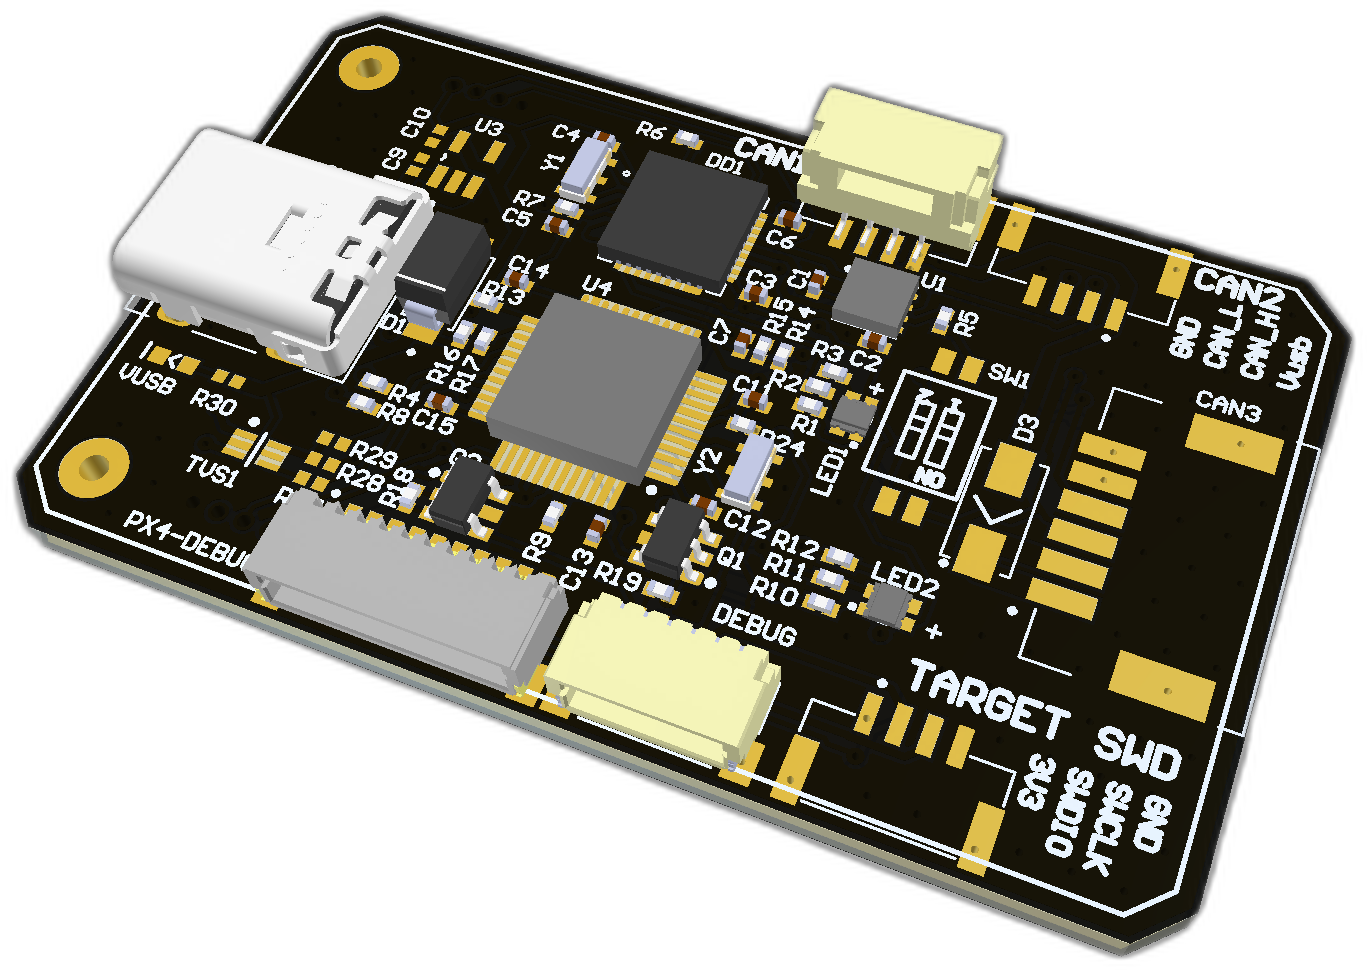 C10
U3
C9
C4
R6
CAN1
Y1
DD1
R7
C5
C6
C14
R13
U4
C3
C1
U1
D1
C7
R15
R14
R5
C2
R3
CAN2
GND
CAN_L
CAN_H
Vusb
R16
R17
VUSB
R30
R4
R8
C15
R2
R1
C11
SW1
ON
D3
CAN3
R24
Y2
LED1
+
TVS1
R29
R28
R18
PX4-DEBUG
R9
C13
C12
Q1
R12
R11
R10
R19
LED2
+
DEBUG
TARGET SWD
3V3
SWDIO
SWCLK
GND